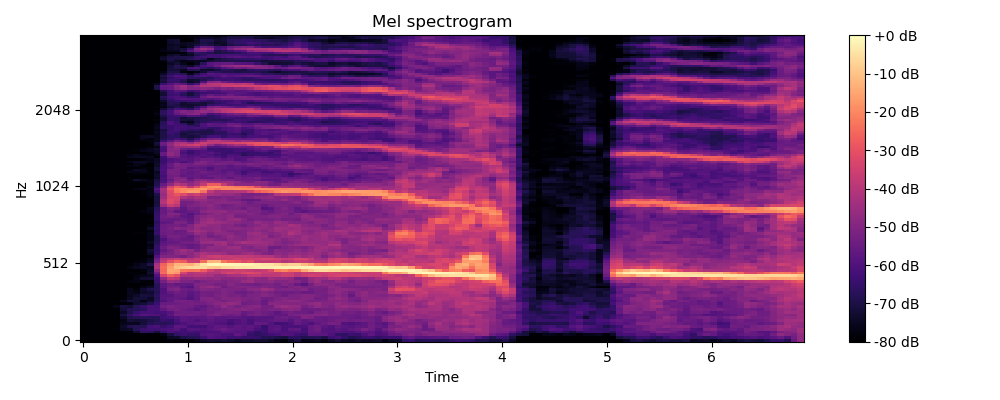 Mel spectrogram
Hz
2048
1024
512
0
0 1 2 3 4 5 6
Time
+0 dB
-10 dB
-20 dB
-30 dB
-40 dB
-50 dB
-60 dB
-70 dB
-80 dB